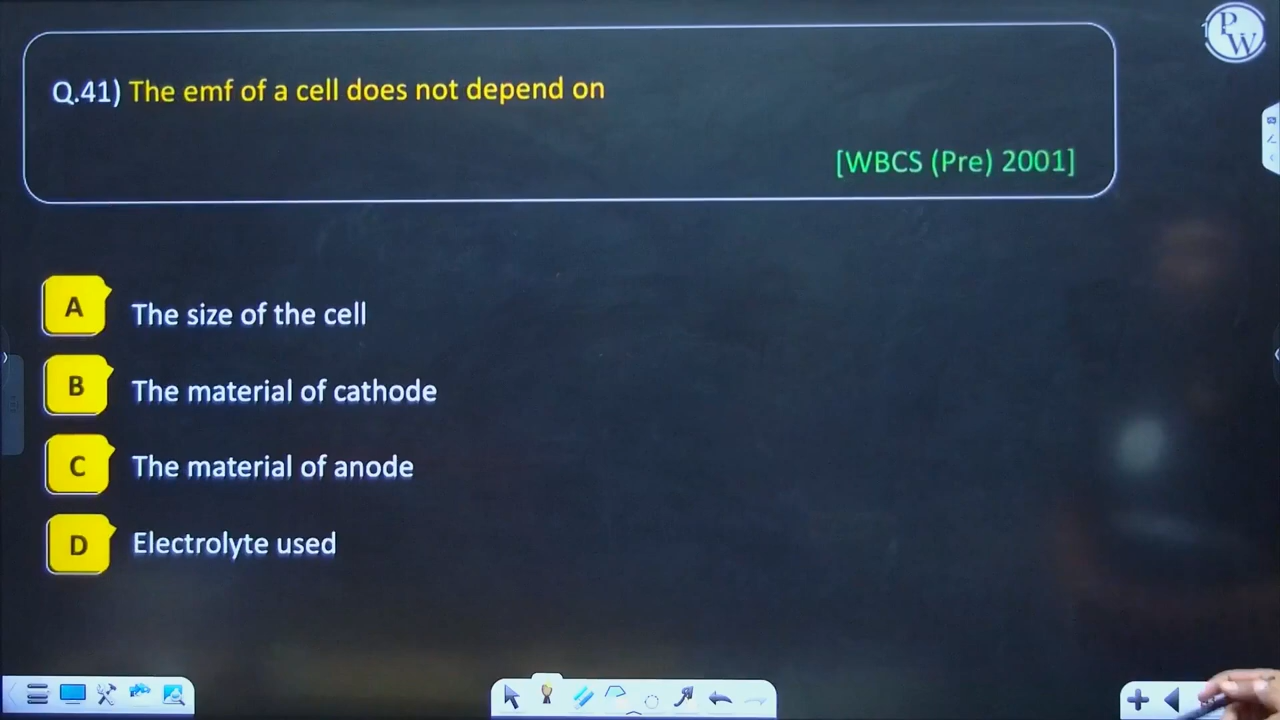 PW
Q.41) The emf of a cell does not depend on
[WBCS (Pre) 2001]
A The size of the cell
B The material of cathode
C The material of anode
D Electrolyte used